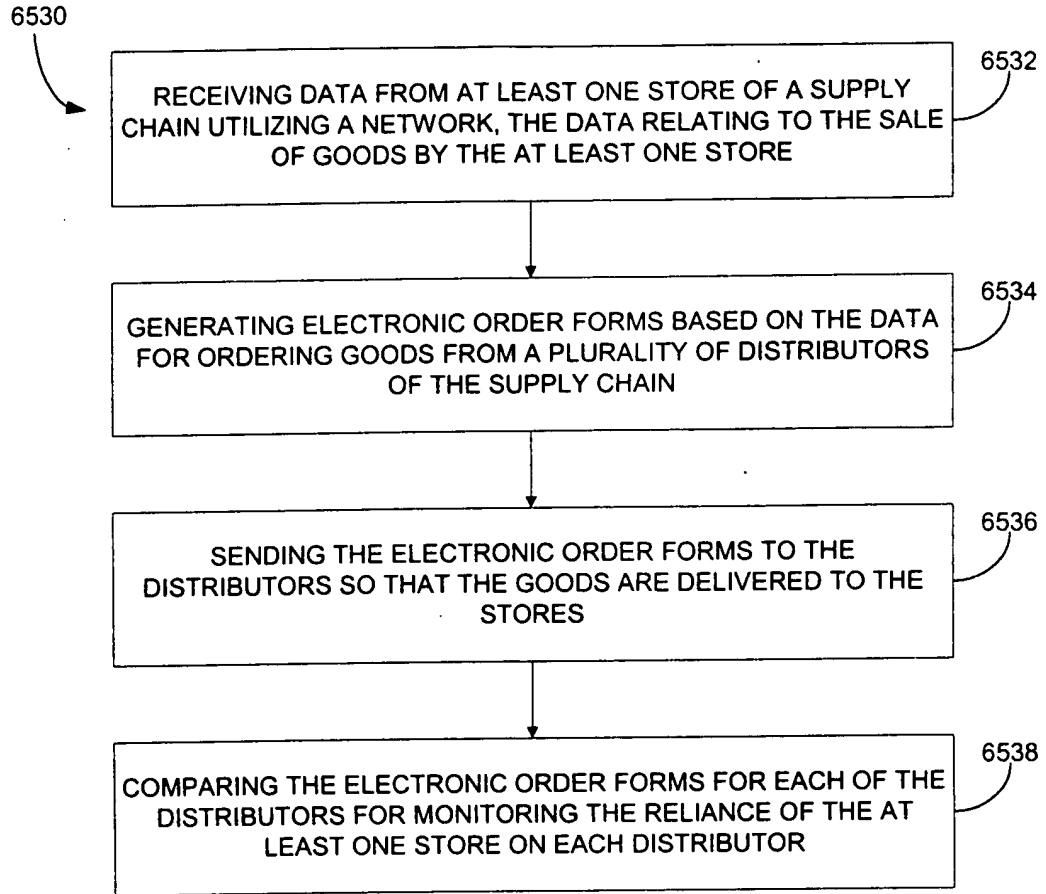 6530
6532
RECEIVING DATA FROM AT LEAST ONE STORE OF A SUPPLY
CHAIN UTILIZING A NETWORK, THE DATA RELATING TO THE SALE
OF GOODS BY THE AT LEAST ONE STORE
6534
GENERATING ELECTRONIC ORDER FORMS BASED ON THE DATA
FOR ORDERING GOODS FROM A PLURALITY OF DISTRIBUTORS
OF THE SUPPLY CHAIN
6536
SENDING THE ELECTRONIC ORDER FORMS TO THE
DISTRIBUTORS SO THAT THE GOODS ARE DELIVERED TO THE
STORES
6538
COMPARING THE ELECTRONIC ORDER FORMS FOR EACH OF THE
DISTRIBUTORS FOR MONITORING THE RELIANCE OF THE AT
LEAST ONE STORE ON EACH DISTRIBUTOR